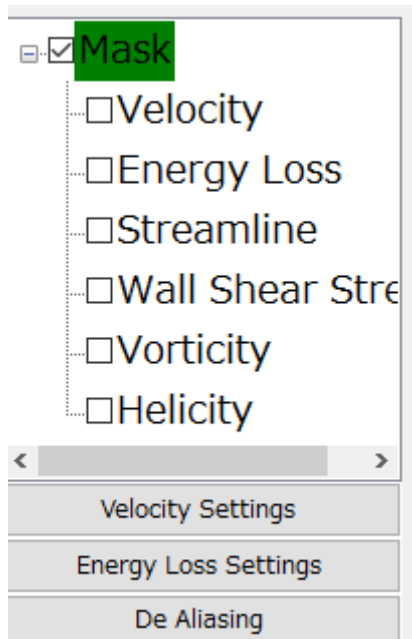 Mask
Velocity
Energy Loss
Streamline
Wall Shear Stre
Vorticity
Helicity
Velocity Settings
Energy Loss Settings
De Aliasing